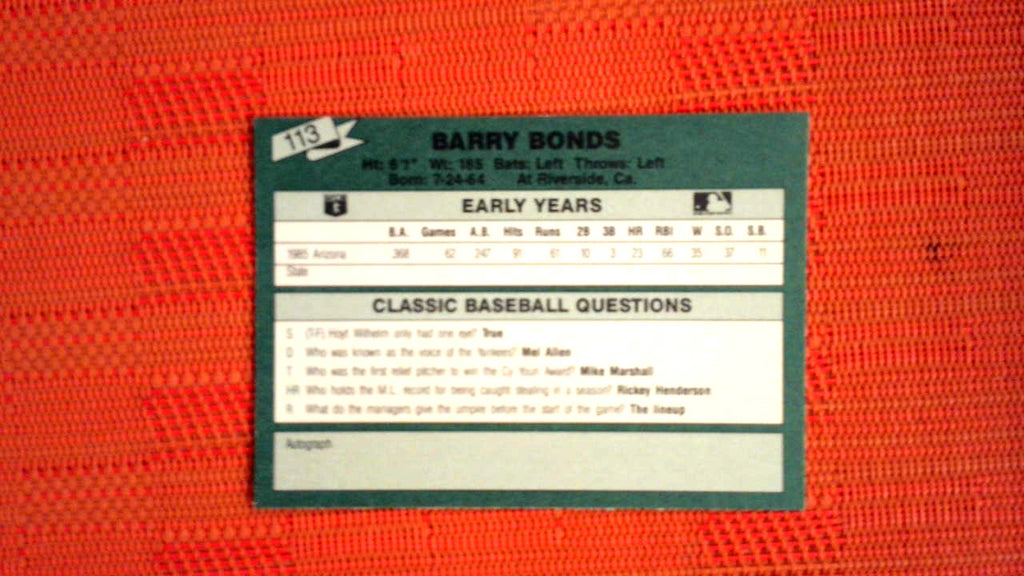 113
BARRY BONDS
Ht: 6'1" Wt: 185 Bats: Left Throws: Left
Born: 7-24-64 At Riverside, Ca.
EARLY YEARS
B.A. Games A.B. Hits Runs 2B 3B HR RBI W S.O. S.B.
1985 Arizona .368 62 247 91 61 10 3 23 66 35 37 11
State
CLASSIC BASEBALL QUESTIONS
S (T-F) Hoyt Wilhelm only had one eye? True
D Who was known as the voice of the Yankees? Mel Allen
T Who was the first relief pitcher to win the Cy Youn Award? Mike Marshall
HR Who holds the M.L. record for being caught stealing in a season? Rickey Henderson
R What do the managers give the umpire before the start of the game? The lineup
Autograph